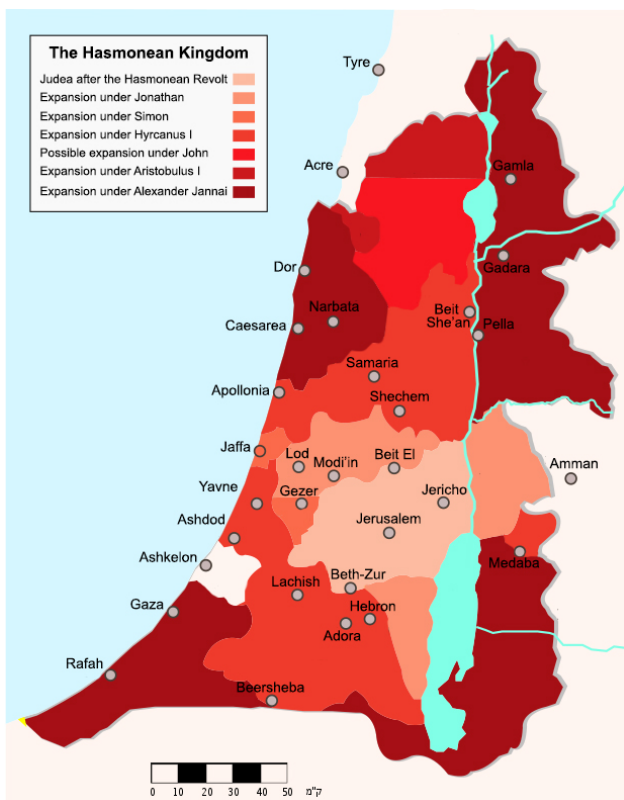 The Hasmonean Kingdom
Judea after the Hasmonean Revolt
Expansion under Jonathan
Expansion under Simon
Expansion under Hyrcanus I
Possible expansion under John
Expansion under Aristobulus I
Expansion under Alexander Jannai
Tyre
Acre
Gamla
Dor
Gadara
Narbata
Caesarea
Beit
She'an
Pella
Samaria
Apollonia
Shechem
Jaffa
Lod
Modi'in
Beit El
Amman
Yavne
Gezer
Jericho
Ashdod
Jerusalem
Ashkelon
Medaba
Lachish
Beth-Zur
Gaza
Hebron
Adora
Rafah
Beersheba
0 10 20 30 40 50 ק"מ